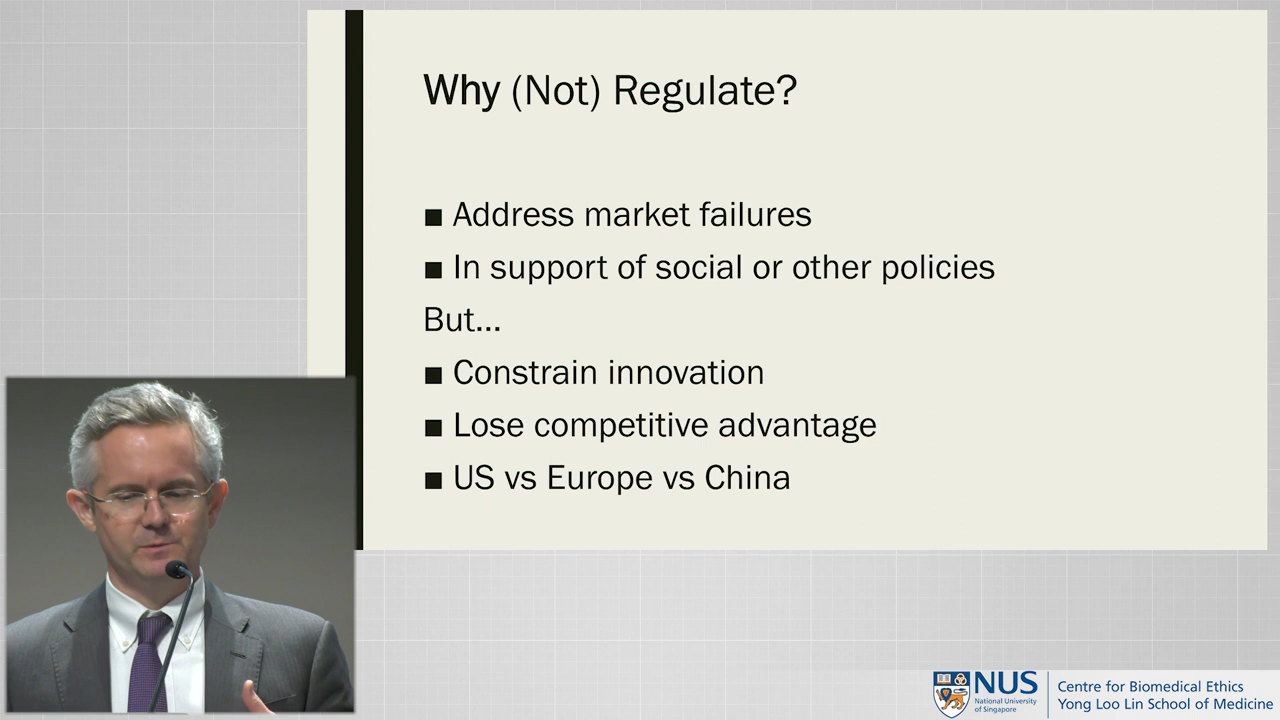 Why (Not) Regulate?
■ Address market failures
■ In support of social or other policies
But...
■ Constrain innovation
■ Lose competitive advantage
■ US vs Europe vs China
NUS
National University
of Singapore
Centre for Biomedical Ethics
Yong Loo Lin School of Medicine